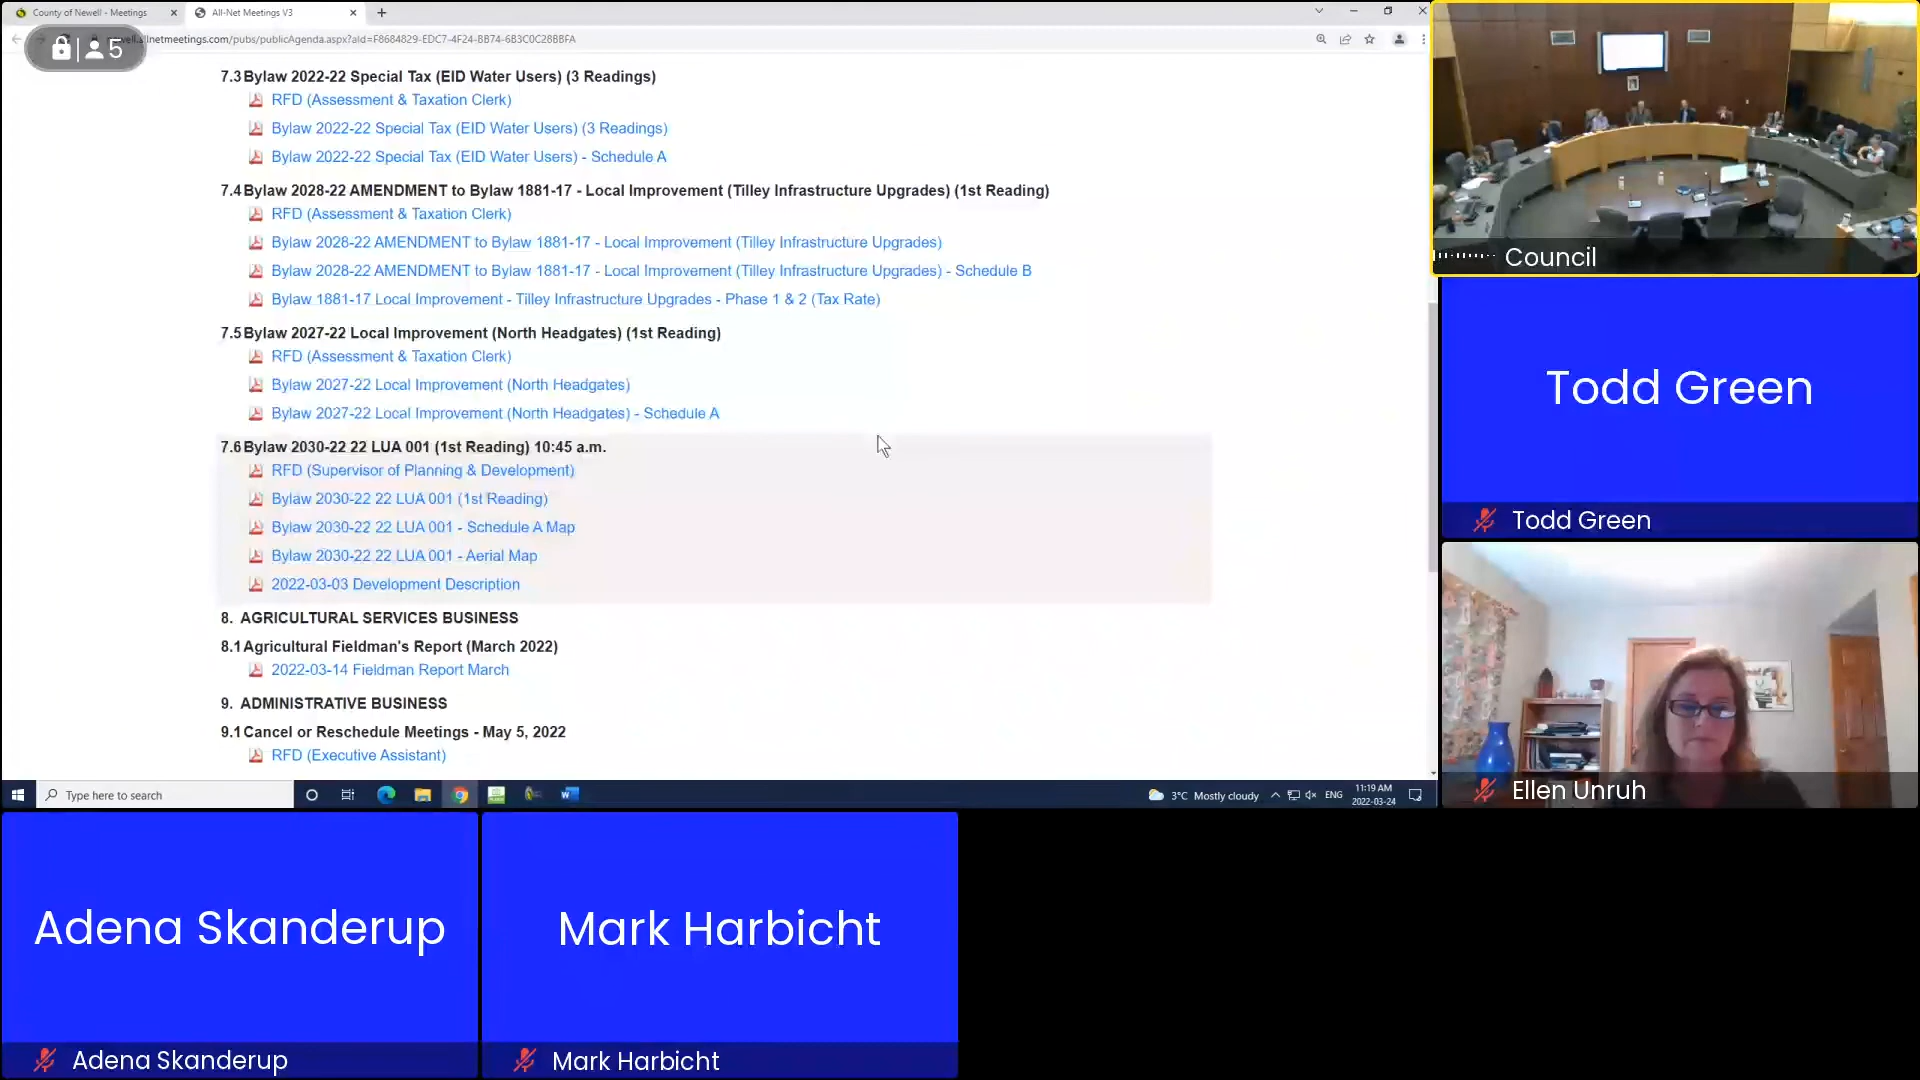 County of Newell - Meetings
All-Net Meetings V3
5
llnetmeetings.com/pubs/publicAgenda.aspx?aId=F8684829-EDC7-4F24-BB74-6B3C0C28BBFA
7.3 Bylaw 2022-22 Special Tax (EID Water Users) (3 Readings)
RFD (Assessment & Taxation Clerk)
Bylaw 2022-22 Special Tax (EID Water Users) (3 Readings)
Bylaw 2022-22 Special Tax (EID Water Users) - Schedule A
7.4 Bylaw 2028-22 AMENDMENT to Bylaw 1881-17 - Local Improvement (Tilley Infrastructure Upgrades) (1st Reading)
RFD (Assessment & Taxation Clerk)
Bylaw 2028-22 AMENDMENT to Bylaw 1881-17 - Local Improvement (Tilley Infrastructure Upgrades)
Bylaw 2028-22 AMENDMENT to Bylaw 1881-17 - Local Improvement (Tilley Infrastructure Upgrades) - Schedule B
Bylaw 1881-17 Local Improvement - Tilley Infrastructure Upgrades - Phase 1 & 2 (Tax Rate)
7.5 Bylaw 2027-22 Local Improvement (North Headgates) (1st Reading)
RFD (Assessment & Taxation Clerk)
Bylaw 2027-22 Local Improvement (North Headgates)
Bylaw 2027-22 Local Improvement (North Headgates) - Schedule A
7.6 Bylaw 2030-22 22 LUA 001 (1st Reading) 10:45 a.m.
RFD (Supervisor of Planning & Development)
Bylaw 2030-22 22 LUA 001 (1st Reading)
Bylaw 2030-22 22 LUA 001 - Schedule A Map
Bylaw 2030-22 22 LUA 001 - Aerial Map
2022-03-03 Development Description
8. AGRICULTURAL SERVICES BUSINESS
8.1 Agricultural Fieldman's Report (March 2022)
2022-03-14 Fieldman Report March
9. ADMINISTRATIVE BUSINESS
9.1 Cancel or Reschedule Meetings - May 5, 2022
RFD (Executive Assistant)
Type here to search
3°C Mostly cloudy
ENG
11:19 AM
2022-03-24
Council
Todd Green
Todd Green
Ellen Unruh
Adena Skanderup
Adena Skanderup
Mark Harbicht
Mark Harbicht